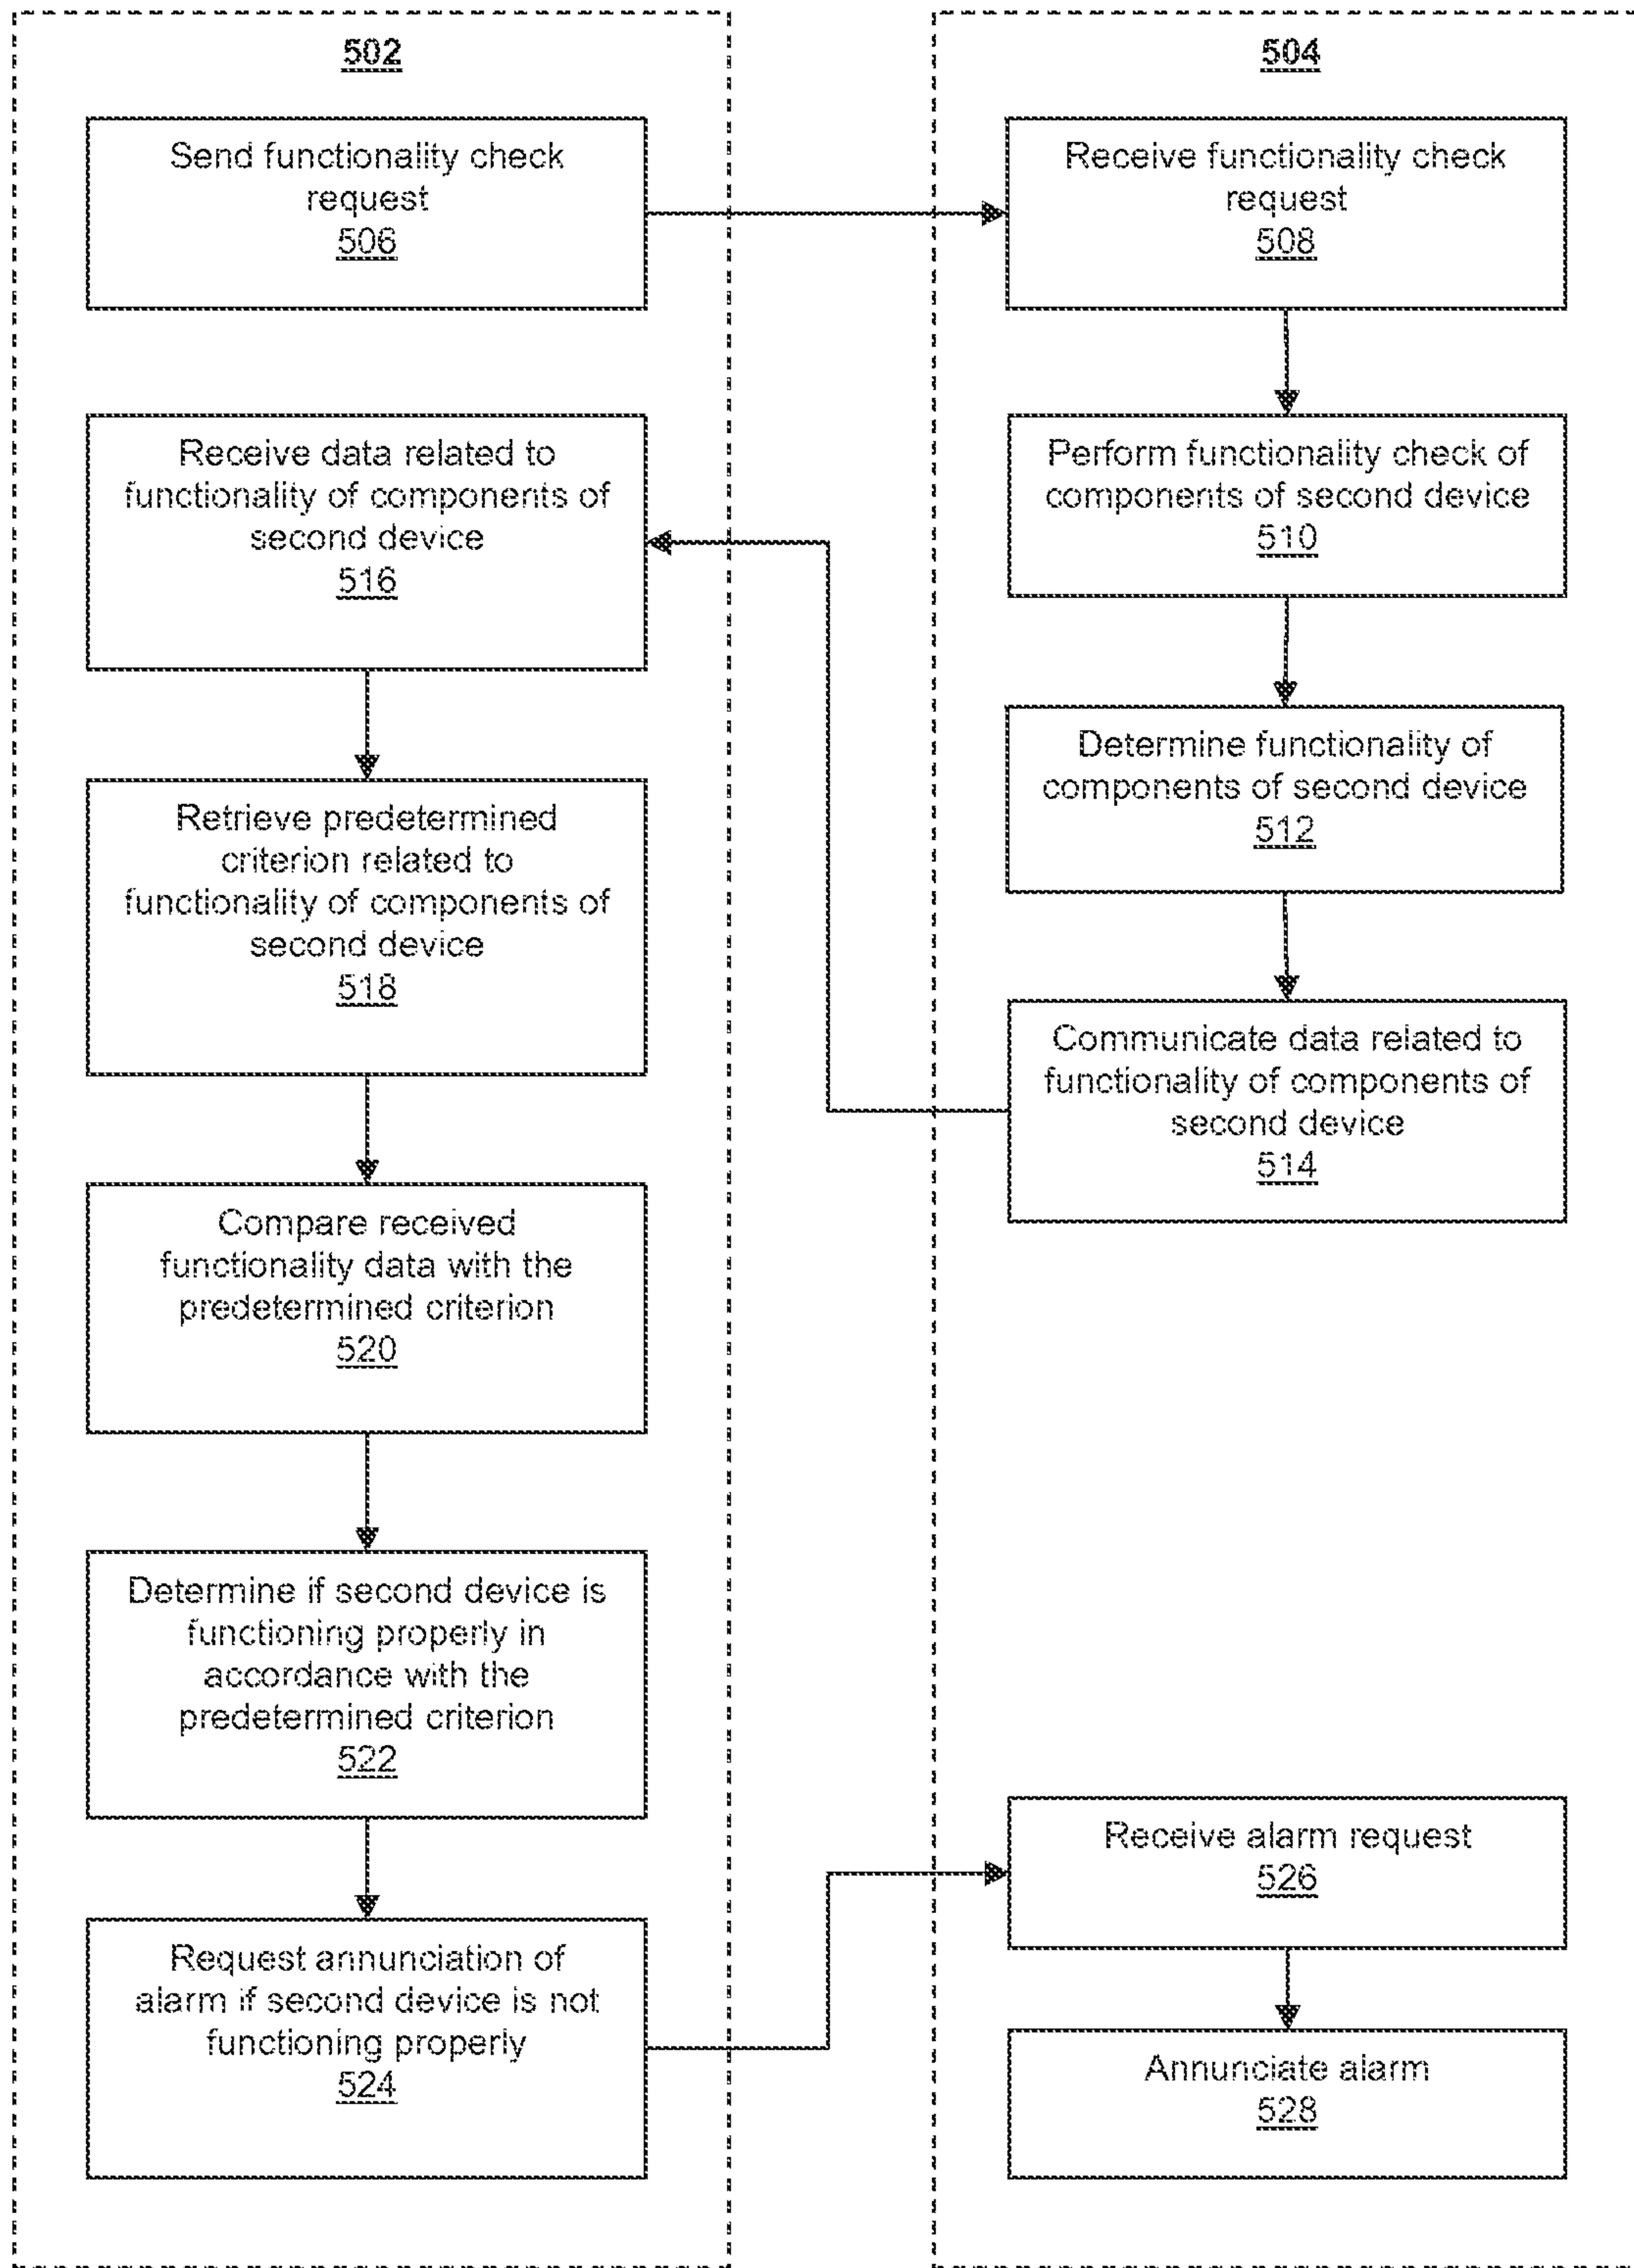 502
Send functionality check
request
506
Receive data related to
functionality of components of
second device
516
Retrieve predetermined
criterion related to
functionality of components of
second device
518
Compare received
functionality data with the
predetermined criterion
520
Determine if second device is
functioning properly in
accordance with the
predetermined criterion
522
Request annunciation of
alarm if second device is not
functioning properly
524
504
Receive functionality check
request
508
Perform functionality check of
components of second device
510
Determine functionality of
components of second device
512
Communicate data related to
functionality of components of
second device
514
Receive alarm request
526
Annunciate alarm
528